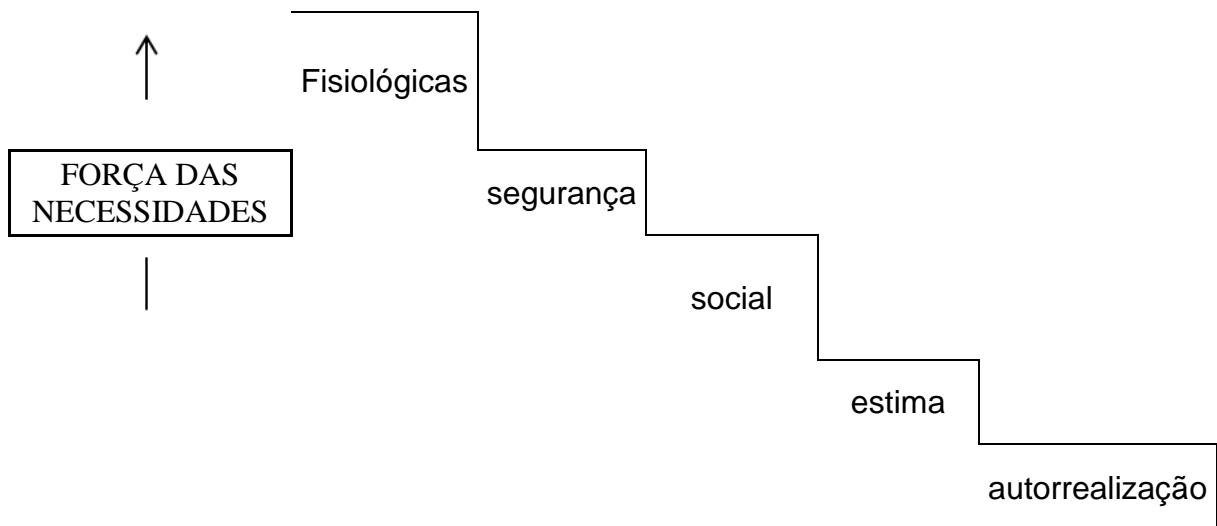 Fisiológicas
FORÇA DAS
NECESSIDADES
segurança
social
estima
autorrealização